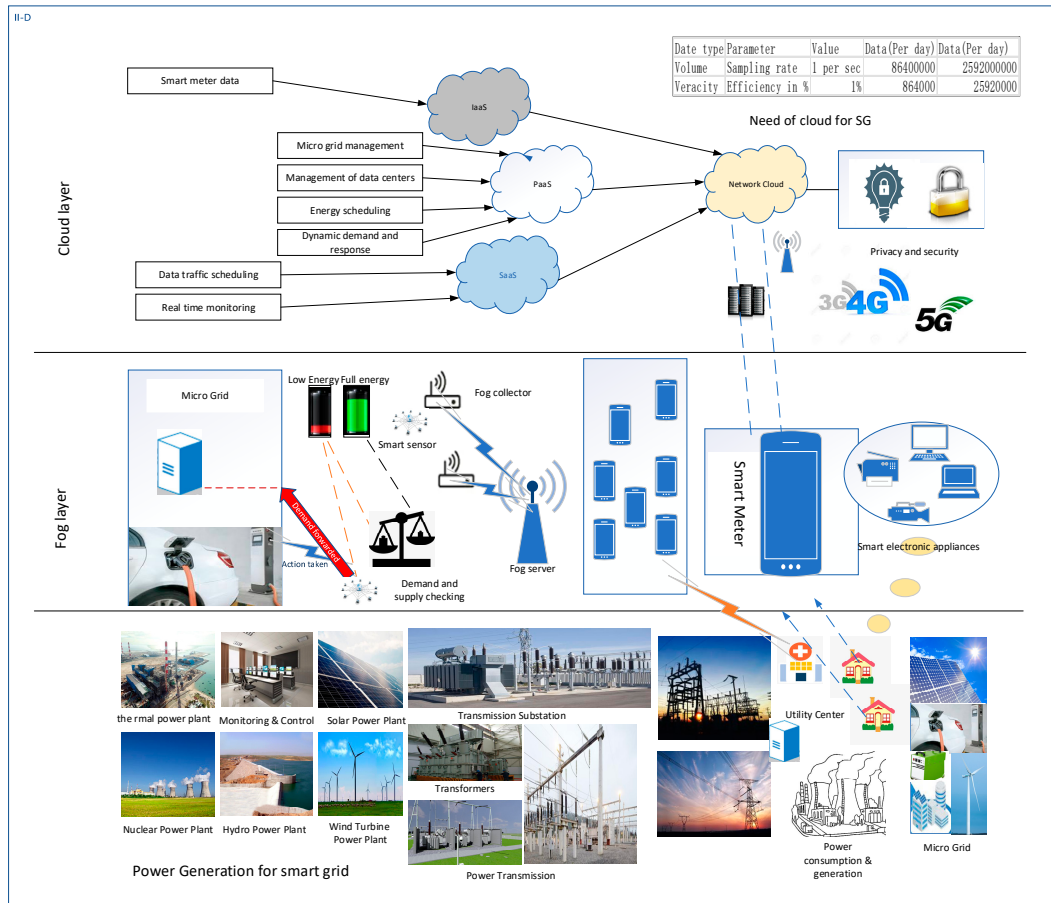 II-D
Date type Parameter Value Data(Per day) Data(Per day)
Volume Sampling rate 1 per sec 86400000 2592000000
Veracity Efficiency in % 1% 864000 25920000
Need of cloud for SG
Cloud layer
Smart meter data
IaaS
Micro grid management
Management of data centers
PaaS
Network Cloud
Energy scheduling
Dynamic demand and
response
Privacy and security
Data traffic scheduling
SaaS
Real time monitoring
3G 4G
5G
Fog layer
Micro Grid
Low Energy Full energy
Smart sensor
Fog collector
Demand forwarded
Action taken
Demand and
supply checking
Fog server
Smart Meter
Smart electronic appliances
the rmal power plant
Monitoring & Control
Solar Power Plant
Transmission Substation
Utility Center
Transformers
Nuclear Power Plant
Hydro Power Plant
Wind Turbine
Power Plant
Power Transmission
Power
consumption &
generation
Micro Grid
Power Generation for smart grid